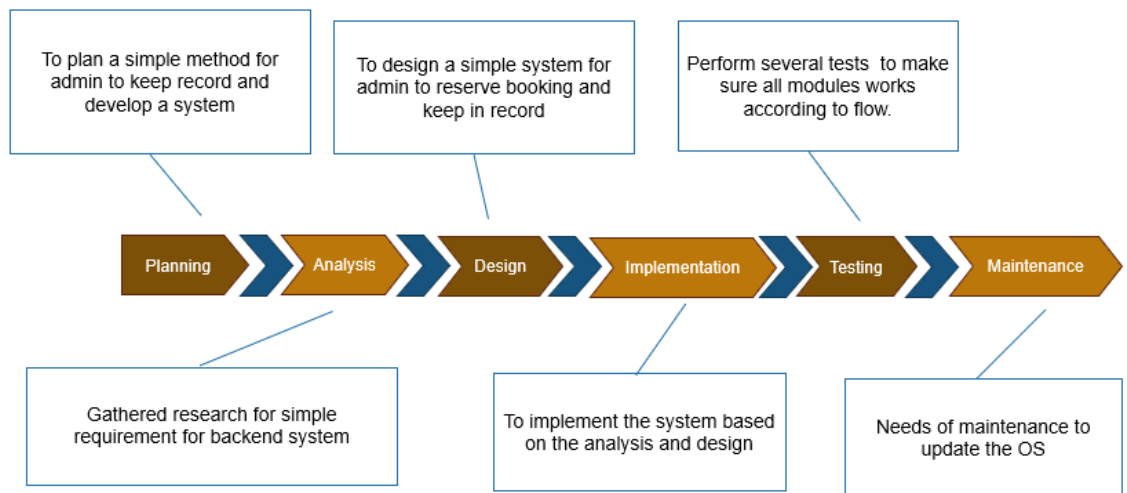 To plan a simple method for
admin to keep record and
develop a system
To design a simple system for
admin to reserve booking and
keep in record
Perform several tests to make
sure all modules works
according to flow.
Planning
Analysis
Design
Implementation
Testing
Maintenance
Gathered research for simple
requirement for backend system
To implement the system based
on the analysis and design
Needs of maintenance to
update the OS